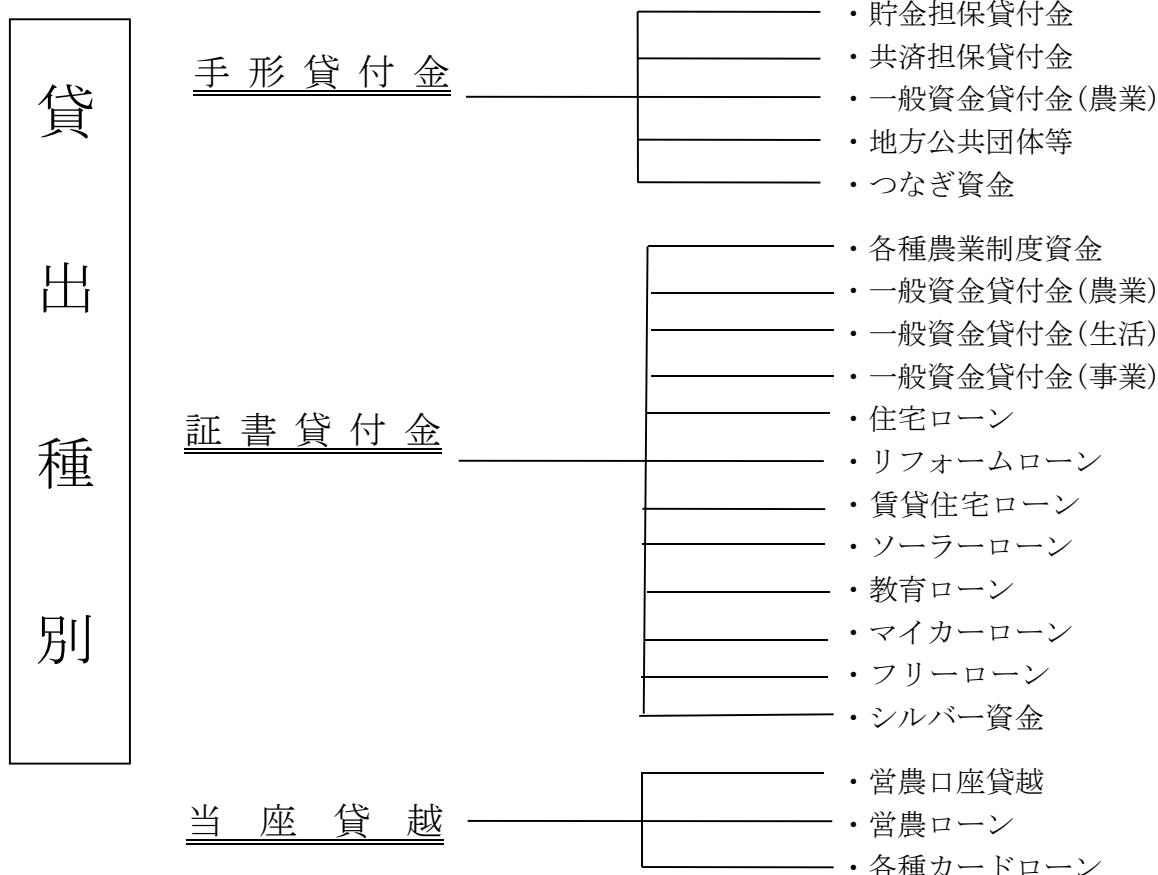 貸出種別
手形貸付金
・貯金担保貸付金
・共済担保貸付金
・一般資金貸付金(農業)
・地方公共団体等
・つなぎ資金
証書貸付金
・各種農業制度資金
・一般資金貸付金(農業)
・一般資金貸付金(生活)
・一般資金貸付金(事業)
・住宅ローン
・リフォームローン
・賃貸住宅ローン
・ソーラーローン
・教育ローン
・マイカーローン
・フリーローン
・シルバー資金
当座貸越
・営農口座貸越
・営農ローン
・各種カードローン